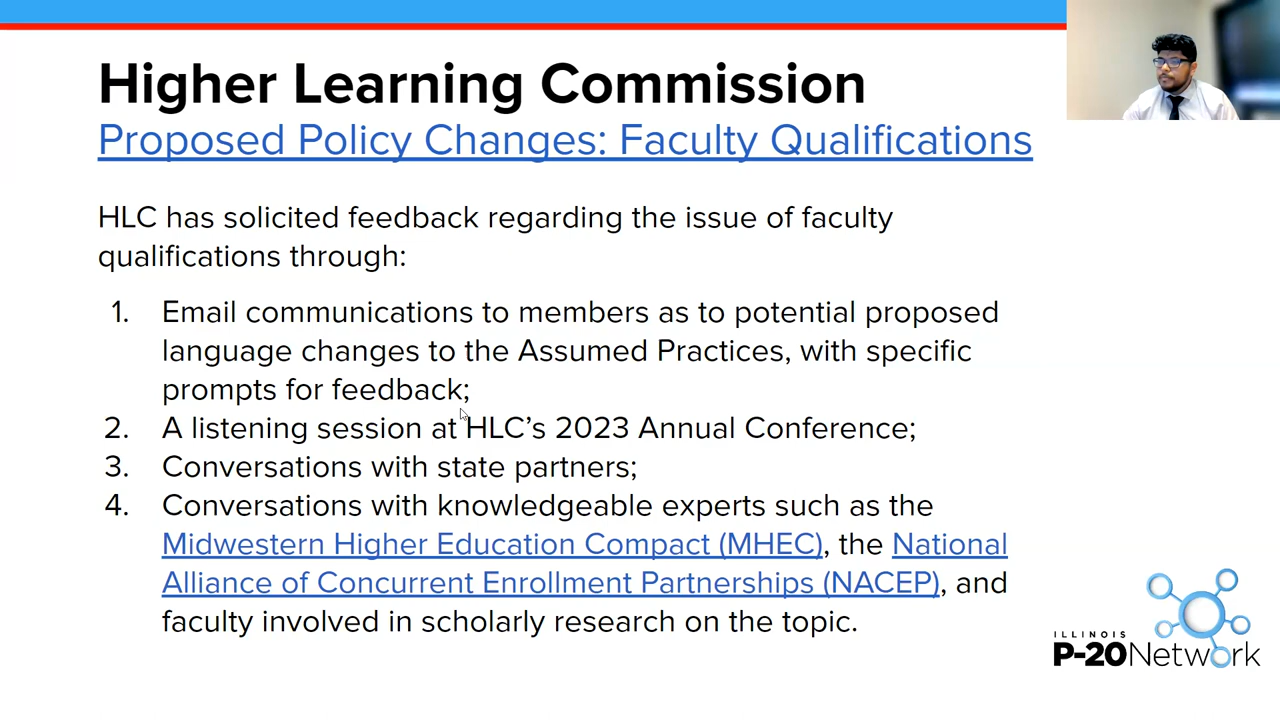 Higher Learning Commission
Proposed Policy Changes: Faculty Qualifications
HLC has solicited feedback regarding the issue of faculty
qualifications through:
1. Email communications to members as to potential proposed
language changes to the Assumed Practices, with specific
prompts for feedback;
2. A listening session at HLC’s 2023 Annual Conference;
3. Conversations with state partners;
4. Conversations with knowledgeable experts such as the
Midwestern Higher Education Compact (MHEC), the National
Alliance of Concurrent Enrollment Partnerships (NACEP), and
faculty involved in scholarly research on the topic.
ILLINOIS
P-20Network